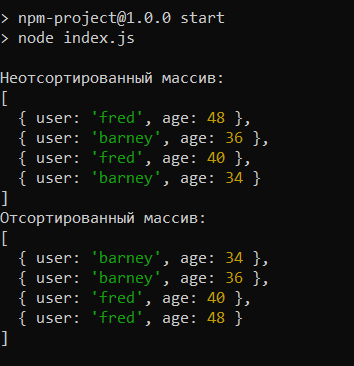 > npm-project@1.0.0 start
> node index.js
Неотсортированный массив:
[
{ user: 'fred', age: 48 },
{ user: 'barney', age: 36 },
{ user: 'fred', age: 40 },
{ user: 'barney', age: 34 }
]
Отсортированный массив:
[
{ user: 'barney', age: 34 },
{ user: 'barney', age: 36 },
{ user: 'fred', age: 40 },
{ user: 'fred', age: 48 }
]